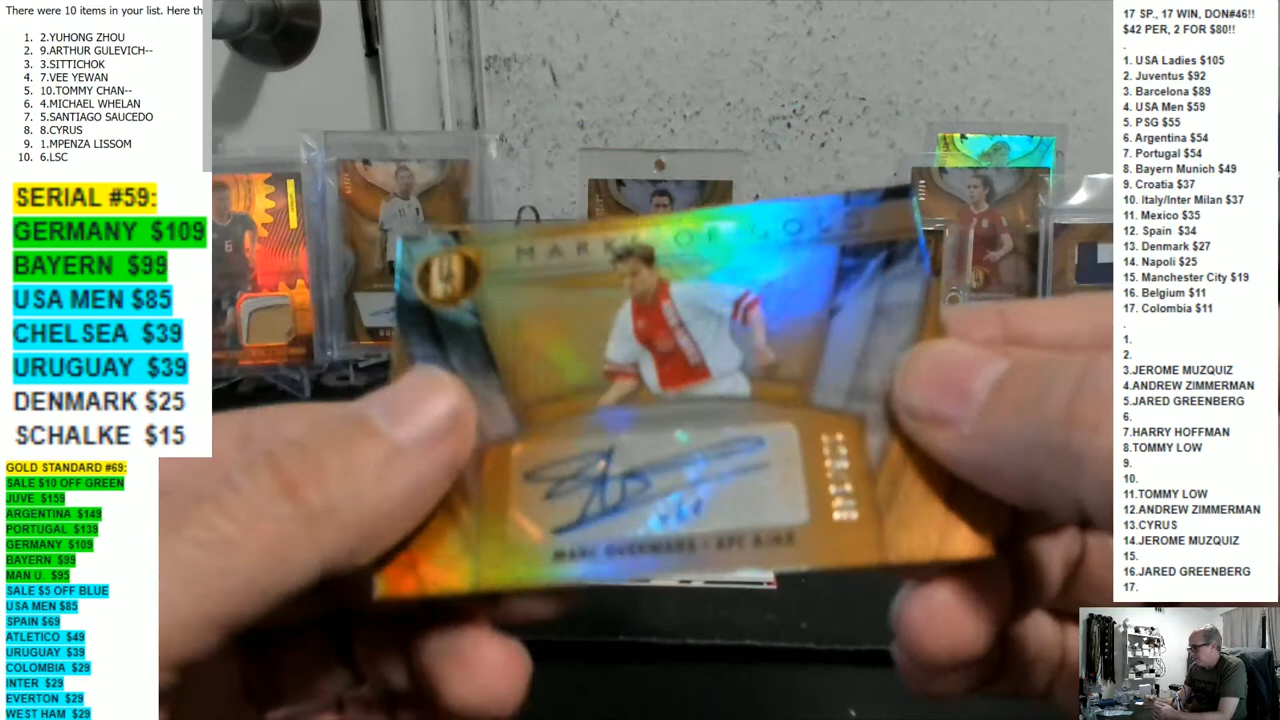 There were 10 items in your list. Here th
1. 2.YUHONG ZHOU
2. 9.ARTHUR GULEVICH--
3. 3.SITTICHOK
4. 7.VEE YEWAN
5. 10.TOMMY CHAN--
6. 4.MICHAEL WHELAN
7. 5.SANTIAGO SAUCEDO
8. 8.CYRUS
9. 1.MPENZA LISSOM
10. 6.LSC
SERIAL #59:
GERMANY $109
BAYERN $99
USA MEN $85
CHELSEA $39
URUGUAY $39
DENMARK $25
SCHALKE $15
GOLD STANDARD #69:
SALE $10 OFF GREEN
JUVE $159
ARGENTINA $149
PORTUGAL $139
GERMANY $109
BAYERN $99
MAN U. $95
SALE $5 OFF BLUE
USA MEN $85
SPAIN $69
ATLETICO $49
URUGUAY $39
COLOMBIA $29
INTER $29
EVERTON $29
WEST HAM $29
MARKS OF GOLD
MARC OVERMARS • AFC AJAX
17 SP., 17 WIN, DON#46!!
$42 PER, 2 FOR $80!!
.
1. USA Ladies $105
2. Juventus $92
3. Barcelona $89
4. USA Men $59
5. PSG $55
6. Argentina $54
7. Portugal $54
8. Bayern Munich $49
9. Croatia $37
10. Italy/Inter Milan $37
11. Mexico $35
12. Spain $34
13. Denmark $27
14. Napoli $25
15. Manchester City $19
16. Belgium $11
17. Colombia $11
.
1.
2.
3.JEROME MUZQUIZ
4.ANDREW ZIMMERMAN
5.JARED GREENBERG
6.
7.HARRY HOFFMAN
8.TOMMY LOW
9.
10.
11.TOMMY LOW
12.ANDREW ZIMMERMAN
13.CYRUS
14.JEROME MUZQUIZ
15.
16.JARED GREENBERG
17.